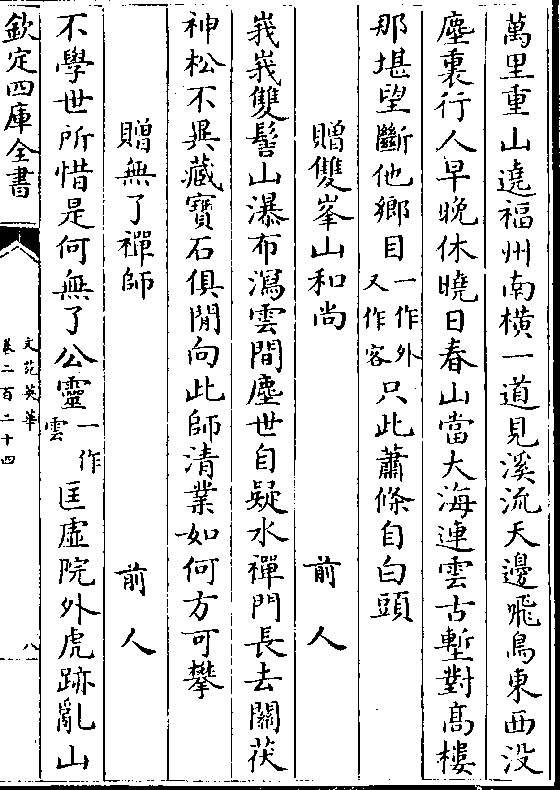 萬里重山遶福州南橫一道見溪流天邊飛鳥東西没
塵裏行人早晚休曉日春山當大海連雲古塹對髙樓
那堪望斷他鄉目一作外又作客只此蕭條自白頭
贈雙峯山和尚 前人
峩峩雙髻山瀑布瀉雲間塵世自疑水禪門長去關茯
神松不異藏寶石俱閒向此師清業如何方可攀
贈無了禪師 前人
不學世所惜是何無了公靈一作雲匡虛院外虎跡亂山
欽定四庫全書
文苑英華
卷二百二十四
八